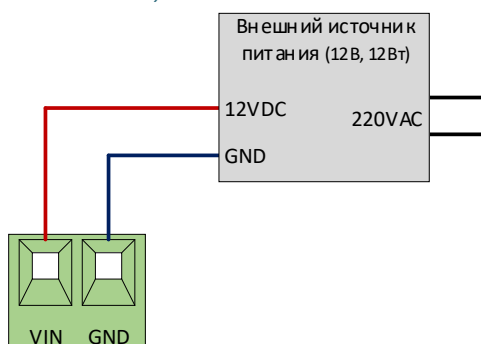 Внешний источник
питания (12В, 12Вт)
12VDC
220VAC
GND
VIN GND